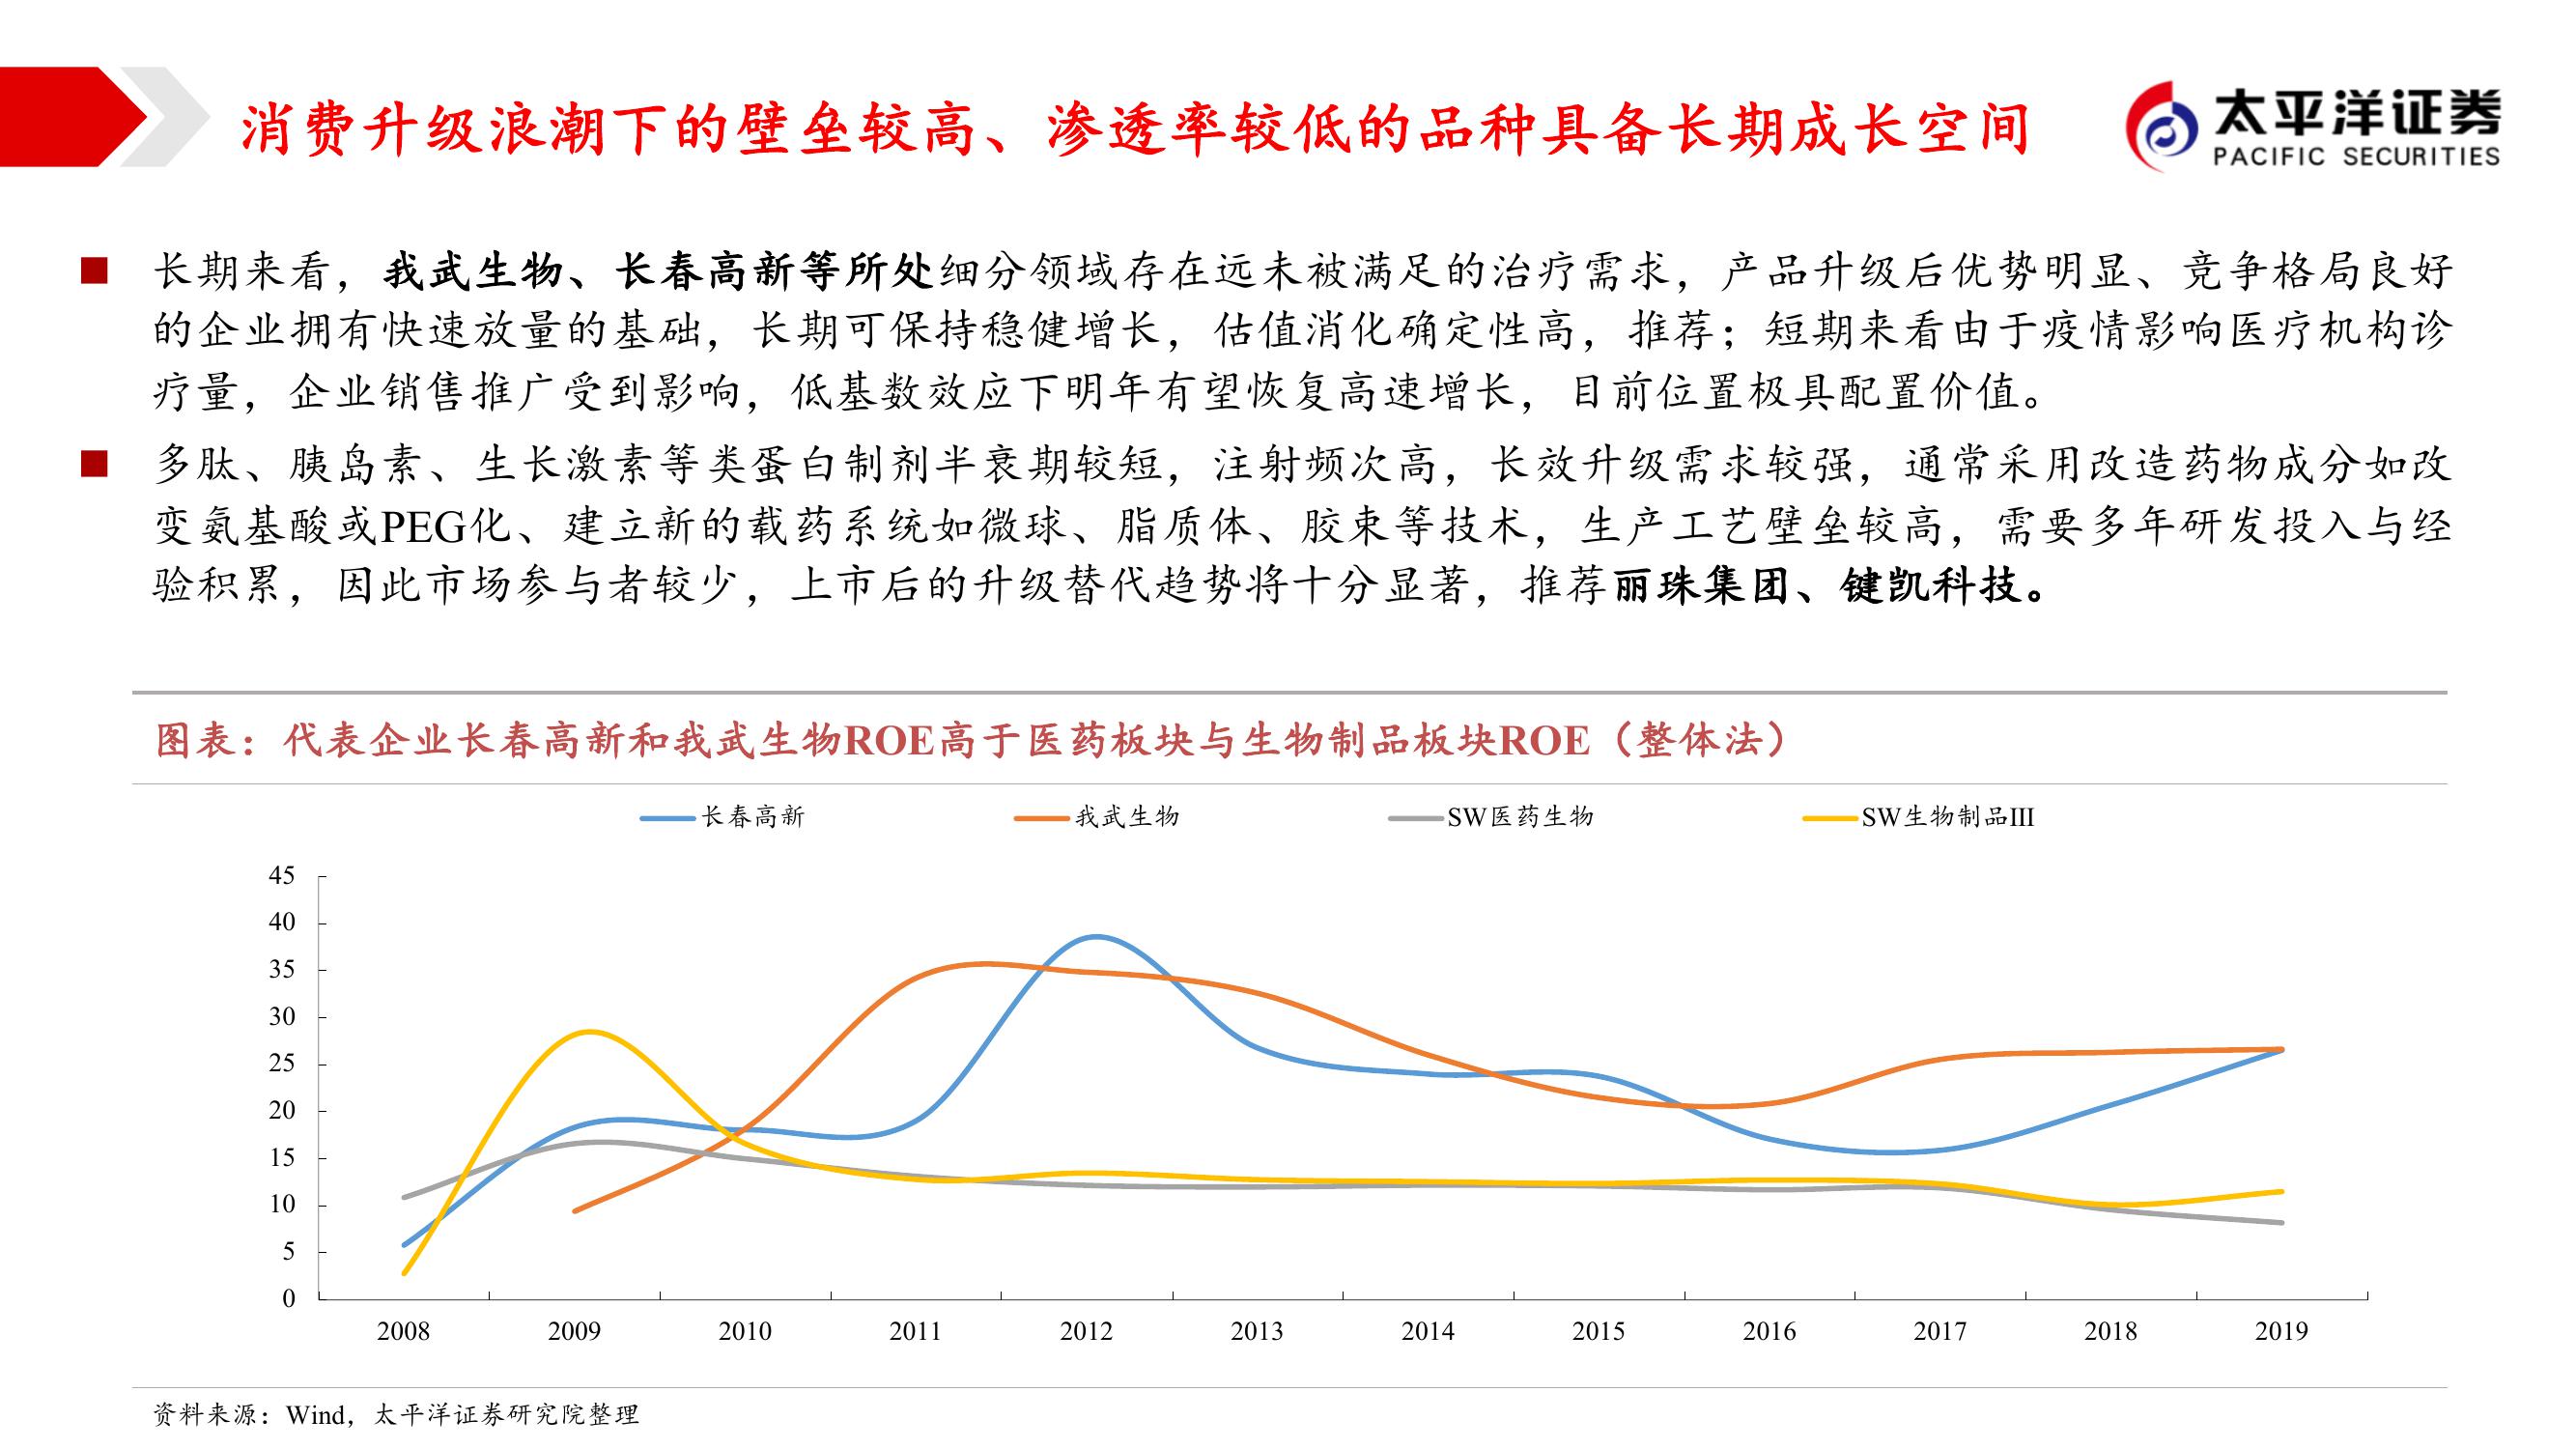 消费升级浪潮下的壁垒较高、渗透率较低的品种具备长期成长空间
太平洋证券
PACIFIC SECURITIES
长期来看，我武生物、长春高新等所处细分领域存在远未被满足的治疗需求，产品升级后优势明显、竞争格局良好
的企业拥有快速放量的基础，长期可保持稳健增长，估值消化确定性高，推荐；短期来看由于疫情影响医疗机构诊
疗量，企业销售推广受到影响，低基数效应下明年有望恢复高速增长，目前位置极具配置价值。
多肽、胰岛素、生长激素等类蛋白制剂半衰期较短，注射频次高，长效升级需求较强，通常采用改造药物成分如改
变氨基酸或PEG化、建立新的载药系统如微球、脂质体、胶束等技术，生产工艺壁垒较高，需要多年研发投入与经
验积累，因此市场参与者较少，上市后的升级替代趋势将十分显著，推荐丽珠集团、键凯科技。
图表：代表企业长春高新和我武生物ROE高于医药板块与生物制品板块ROE（整体法）
长春高新 我武生物 SW医药生物 SW生物制品III
45
40
35
30
25
20
15
10
5
0
2008 2009 2010 2011 2012 2013 2014 2015 2016 2017 2018 2019
资料来源：Wind，太平洋证券研究院整理